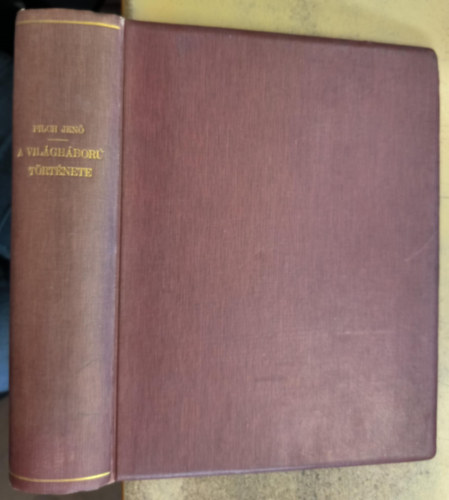 PILCH JENŐ
A VILÁGHÁBORÚ
TÖRTÉNETE